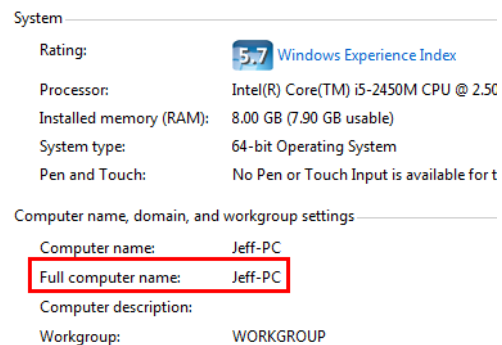 System
Rating: 5.7 Windows Experience Index
Processor: Intel(R) Core(TM) i5-2450M CPU @ 2.50
Installed memory (RAM): 8.00 GB (7.90 GB usable)
System type: 64-bit Operating System
Pen and Touch: No Pen or Touch Input is available for t
Computer name, domain, and workgroup settings
Computer name: Jeff-PC
Full computer name: Jeff-PC
Computer description:
Workgroup: WORKGROUP